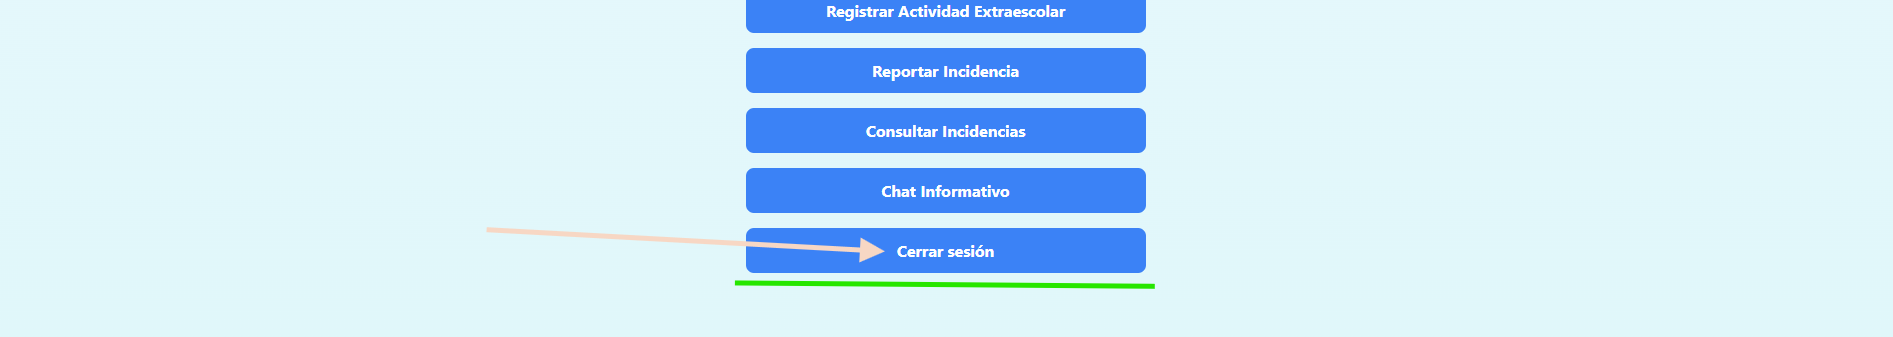 Registrar Actividad Extraescolar
Reportar Incidencia
Consultar Incidencias
Chat Informativo
Cerrar sesión